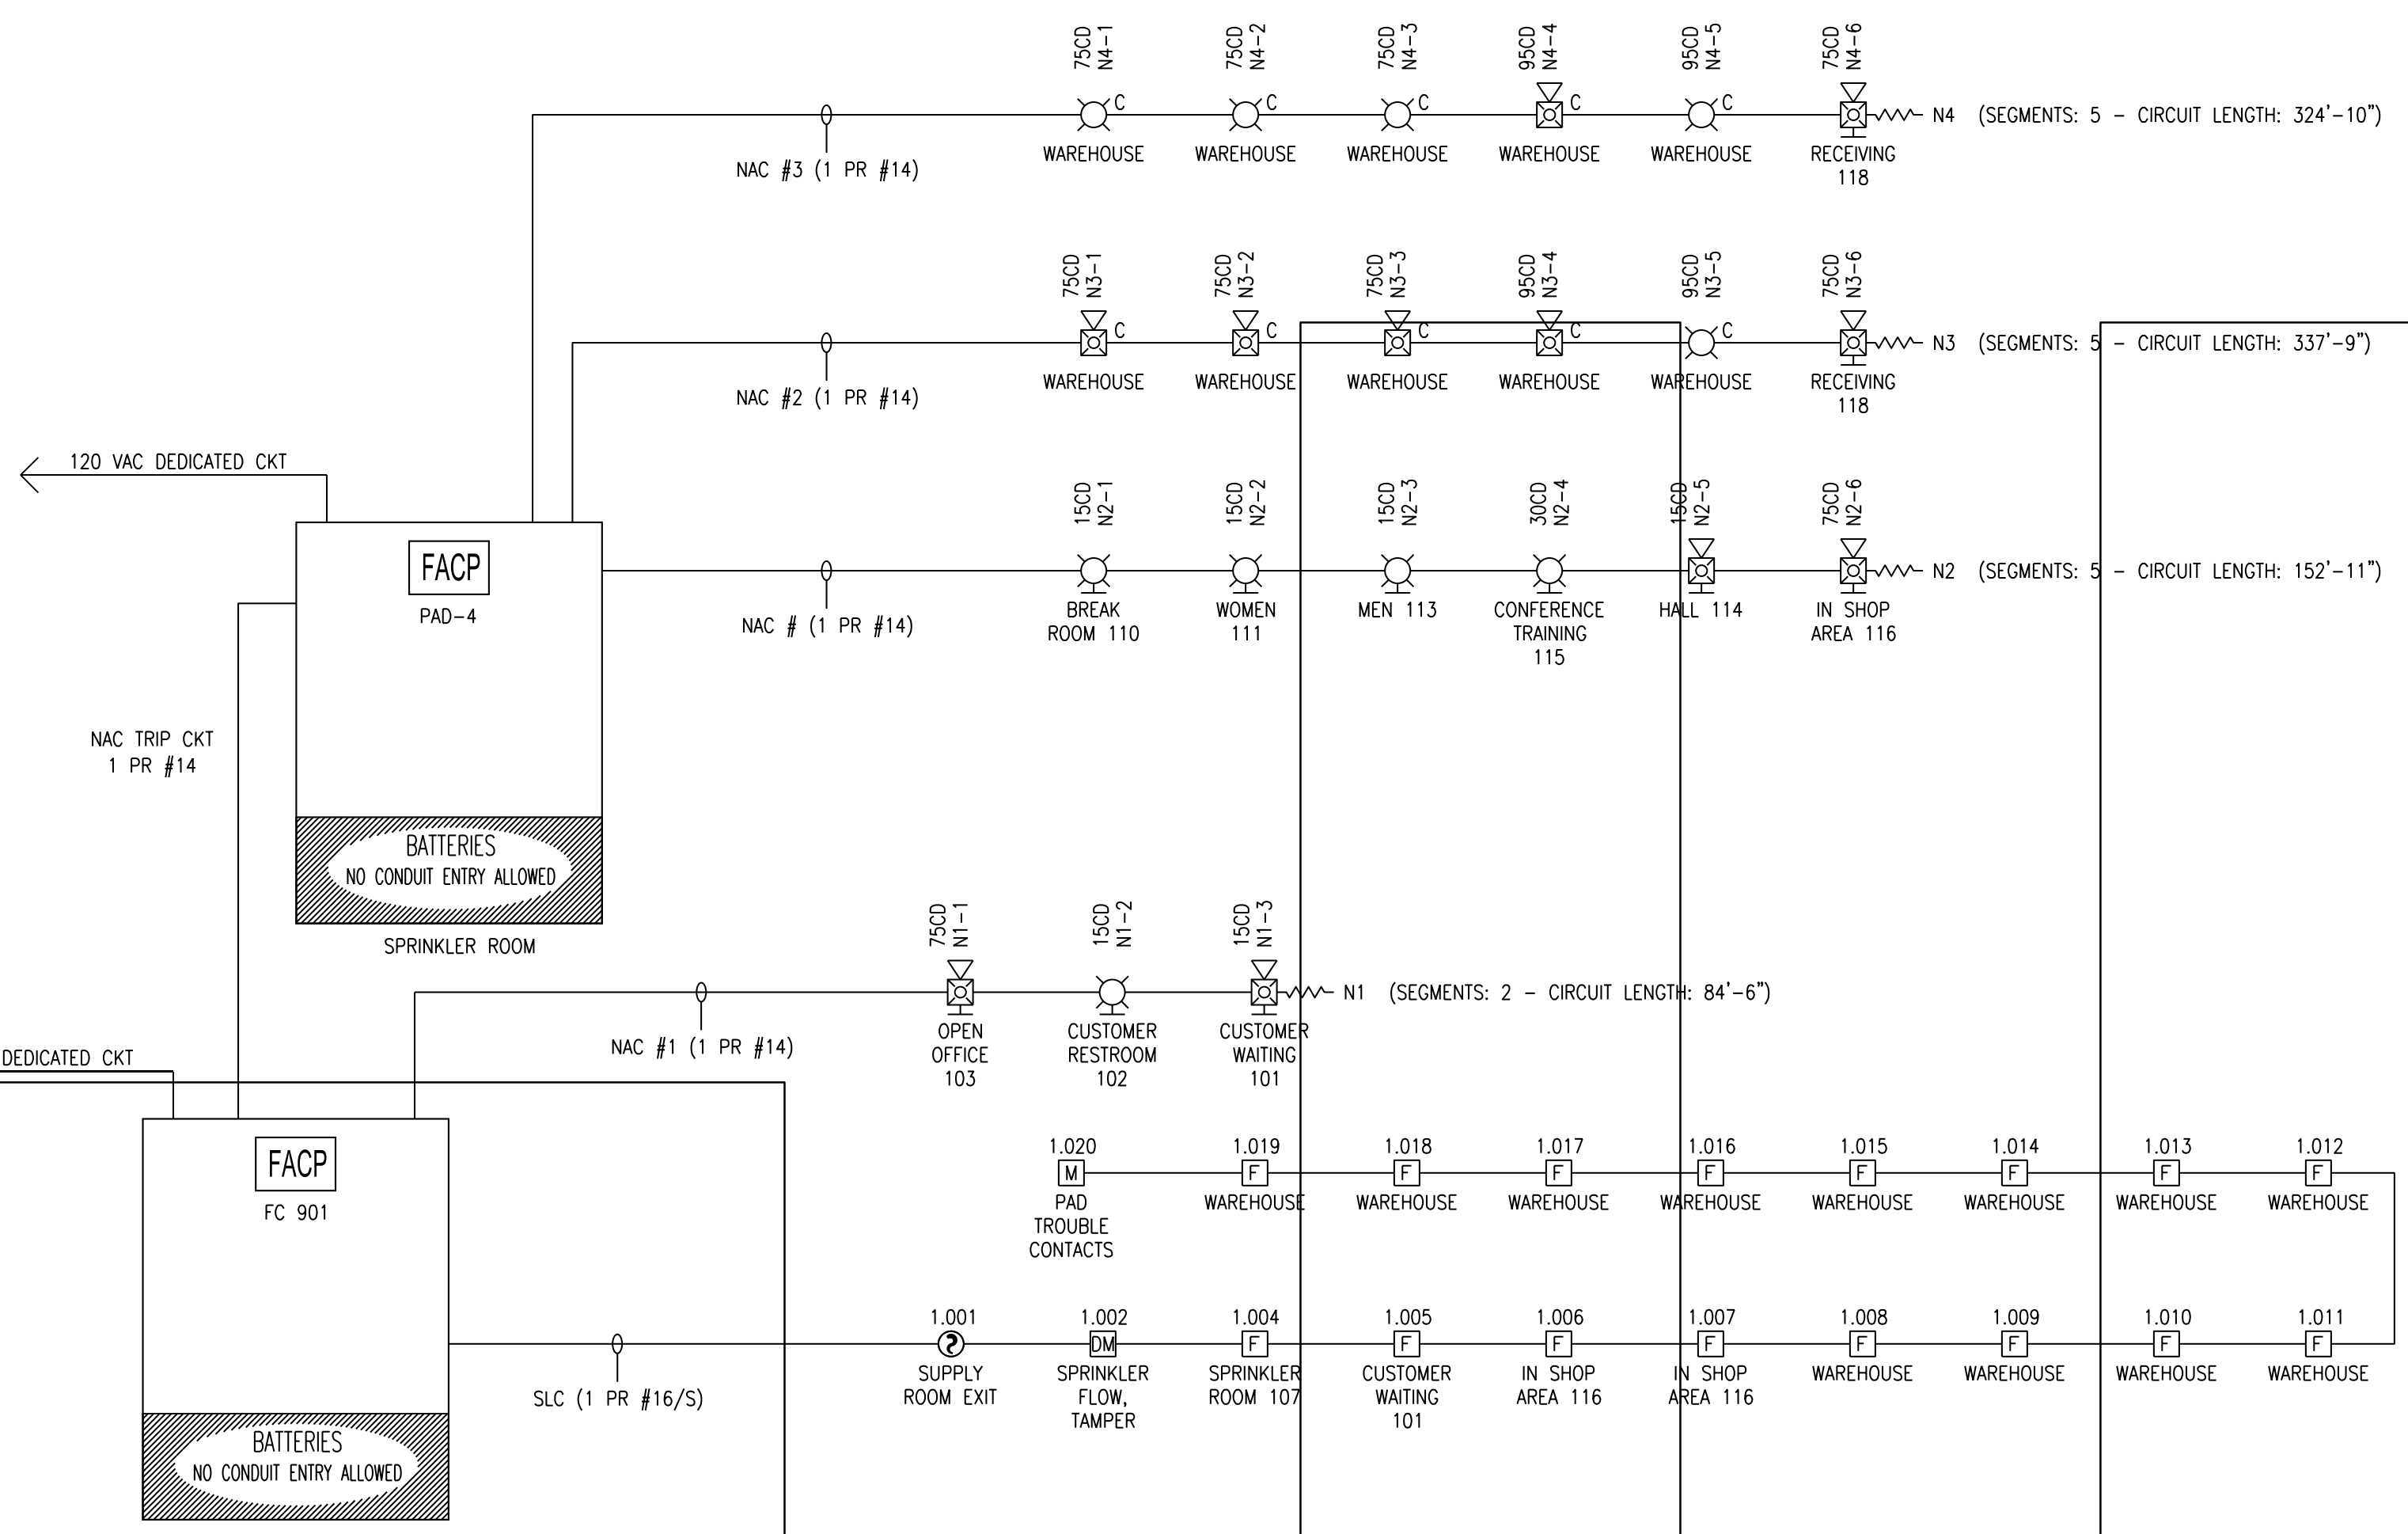 75CD
N4-1
75CD
N4-2
75CD
N4-3
95CD
N4-4
95CD
N4-5
75CD
N4-6
C
C
C
C
C
N4 (SEGMENTS: 5 - CIRCUIT LENGTH: 324'-10")
NAC #3 (1 PR #14)
WAREHOUSE
WAREHOUSE
WAREHOUSE
WAREHOUSE
WAREHOUSE
RECEIVING
118
75CD
N3-1
75CD
N3-2
75CD
N3-3
95CD
N3-4
95CD
N3-5
75CD
N3-6
C
C
C
C
C
N3 (SEGMENTS: 5 - CIRCUIT LENGTH: 337'-9")
NAC #2 (1 PR #14)
WAREHOUSE
WAREHOUSE
WAREHOUSE
WAREHOUSE
WAREHOUSE
RECEIVING
118
120 VAC DEDICATED CKT
15CD
N2-1
15CD
N2-2
15CD
N2-3
30CD
N2-4
15CD
N2-5
75CD
N2-6
N2 (SEGMENTS: 5 - CIRCUIT LENGTH: 152'-11")
FACP
PAD-4
NAC # (1 PR #14)
BREAK
ROOM 110
WOMEN
111
MEN 113
CONFERENCE
TRAINING
115
HALL 114
IN SHOP
AREA 116
NAC TRIP CKT
1 PR #14
BATTERIES
NO CONDUIT ENTRY ALLOWED
SPRINKLER ROOM
75CD
N1-1
15CD
N1-2
15CD
N1-3
N1 (SEGMENTS: 2 - CIRCUIT LENGTH: 84'-6")
NAC #1 (1 PR #14)
OPEN
OFFICE
103
CUSTOMER
RESTROOM
102
CUSTOMER
WAITING
101
DEDICATED CKT
FACP
FC 901
1.020
M
PAD
TROUBLE
CONTACTS
1.019
F
WAREHOUSE
1.018
F
WAREHOUSE
1.017
F
WAREHOUSE
1.016
F
WAREHOUSE
1.015
F
WAREHOUSE
1.014
F
WAREHOUSE
1.013
F
WAREHOUSE
1.012
F
WAREHOUSE
SLC (1 PR #16/S)
1.001
SUPPLY
ROOM EXIT
1.002
DM
SPRINKLER
FLOW,
TAMPER
1.004
F
SPRINKLER
ROOM 107
1.005
F
CUSTOMER
WAITING
101
1.006
F
IN SHOP
AREA 116
1.007
F
IN SHOP
AREA 116
1.008
F
WAREHOUSE
1.009
F
WAREHOUSE
1.010
F
WAREHOUSE
1.011
F
WAREHOUSE
BATTERIES
NO CONDUIT ENTRY ALLOWED